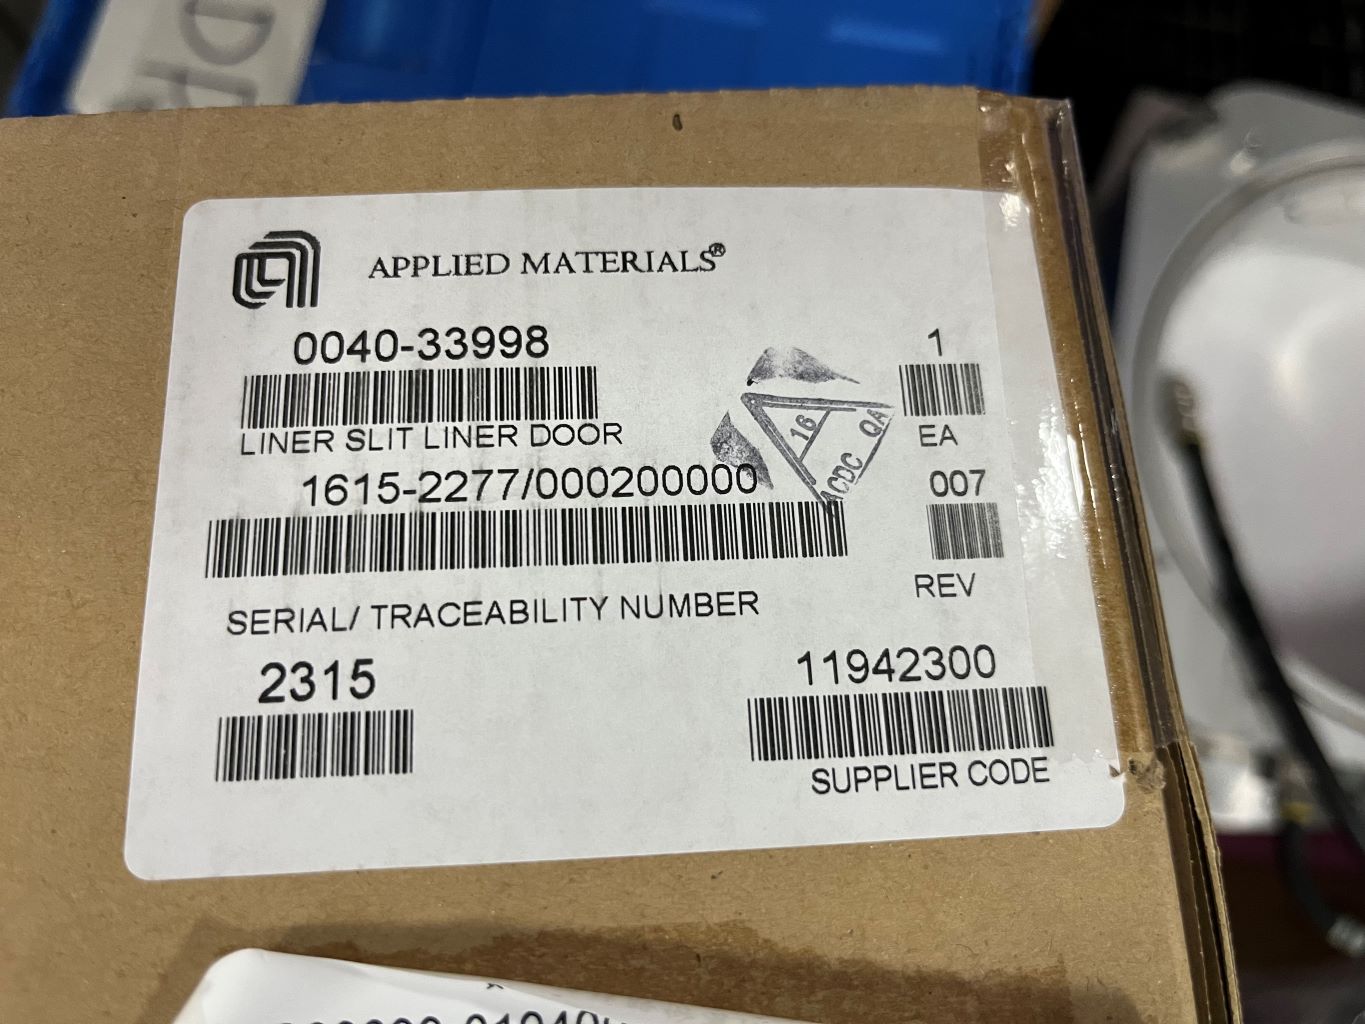 APPLIED MATERIALS®
0040-33998
1
LINER SLIT LINER DOOR
EA
16
ACDC QA
1615-2277/000200000
007
SERIAL/ TRACEABILITY NUMBER
REV
2315
11942300
SUPPLIER CODE